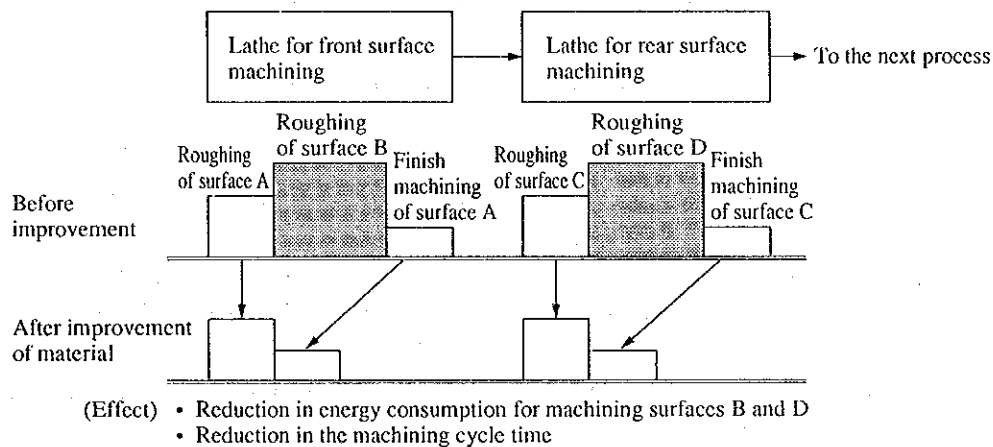 Lathe for front surface
machining
Lathe for rear surface
machining
To the next process
Roughing
of surface A
Roughing
of surface B
Finish
machining
of surface A
Roughing
of surface C
Roughing
of surface D
Finish
machining
of surface C
Before
improvement
After improvement
of material
(Effect) • Reduction in energy consumption for machining surfaces B and D
• Reduction in the machining cycle time